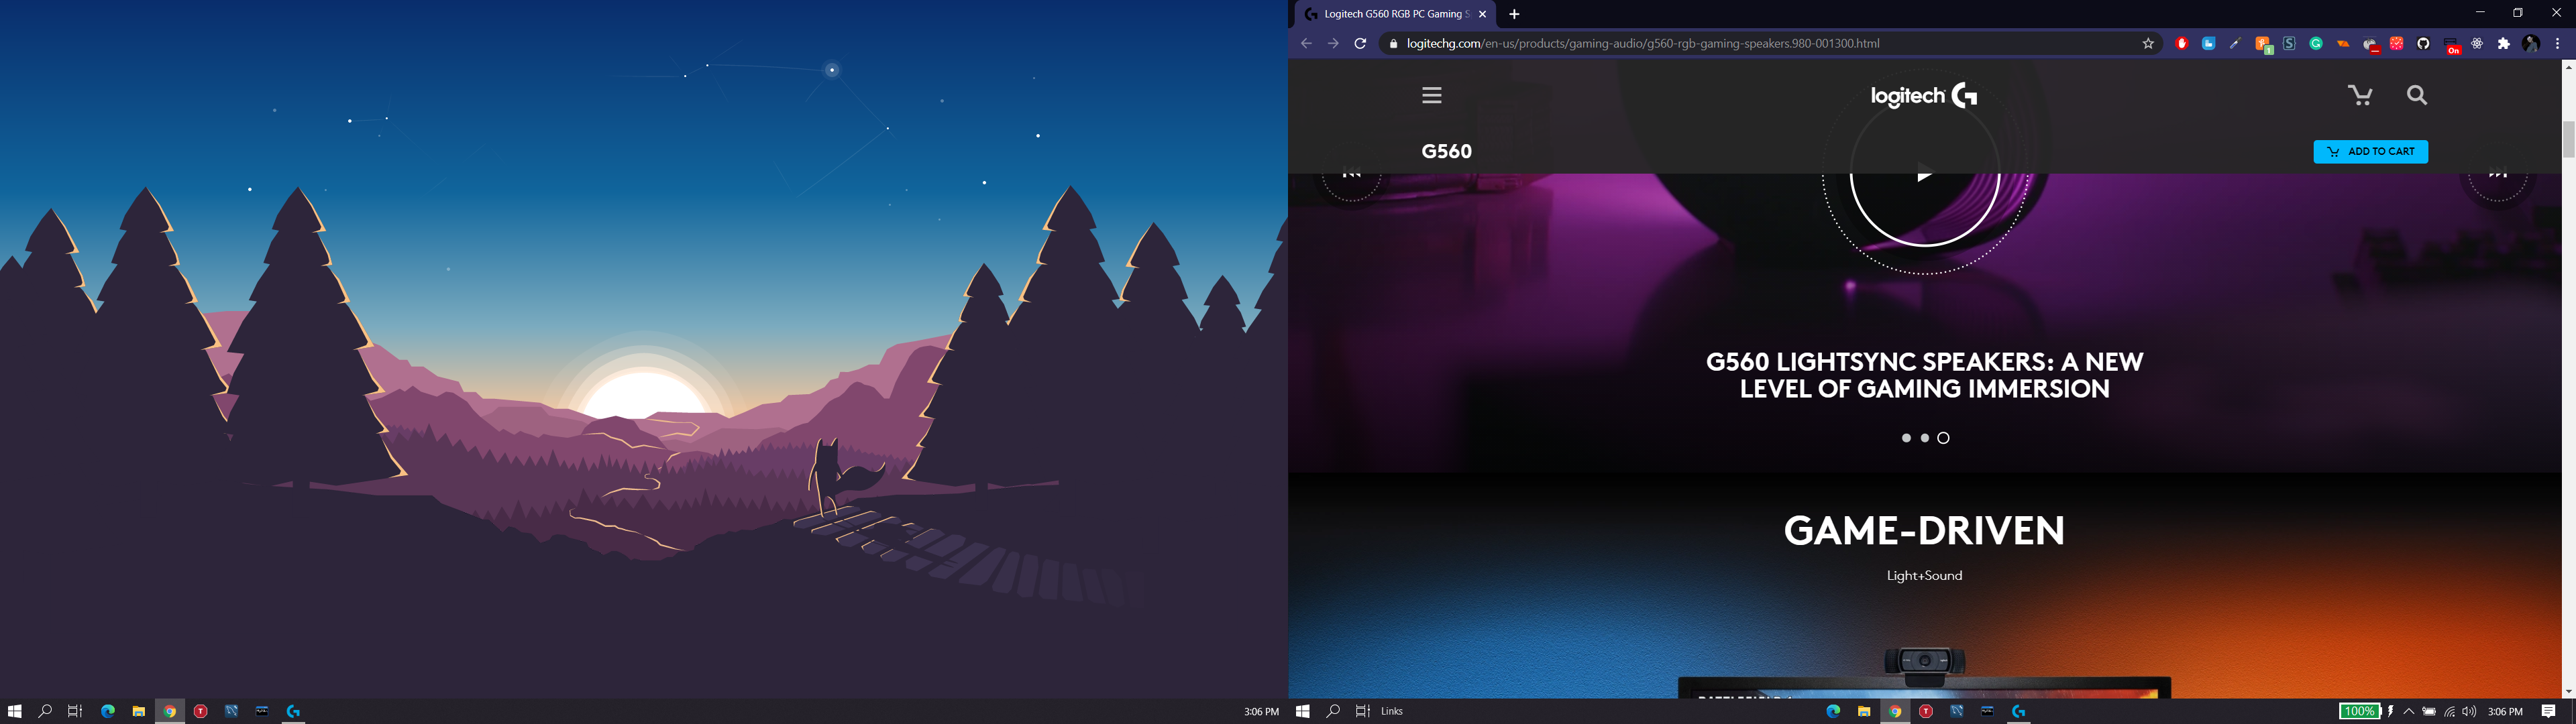 Logitech G560 RGB PC Gaming S
logitechg.com/en-us/products/gaming-audio/g560-rgb-gaming-speakers.980-001300.html
1
On
logitech G
G560
ADD TO CART
G560 LIGHTSYNC SPEAKERS: A NEW
LEVEL OF GAMING IMMERSION
GAME-DRIVEN
Light+Sound
3:06 PM
Links
100%
3:06 PM